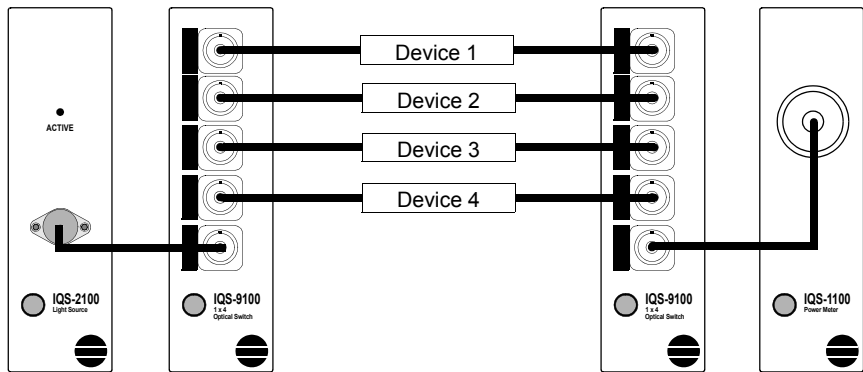 Device 1
Device 2
Device 3
Device 4
ACTIVE
IQS-2100
Light Source
IQS-9100
1 x 4
Optical Switch
IQS-9100
1 x 4
Optical Switch
IQS-1100
Power Meter